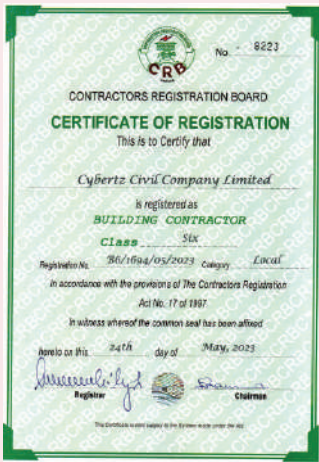 CRB
No. - 8223
CONTRACTORS REGISTRATION BOARD
CERTIFICATE OF REGISTRATION
This is to Certify that
Cybertz Civil Company Limited
is registered as
BUILDING CONTRACTOR
Class Six
Registration No. B6/1694/05/2023 Category Local
In accordance with the provisions of The Contractors Registration
Act No. 17 of 1997
In witness whereof the common seal has been affixed
hereto on this 24th day of May, 2023
Registrar Chairman
This Certificate is